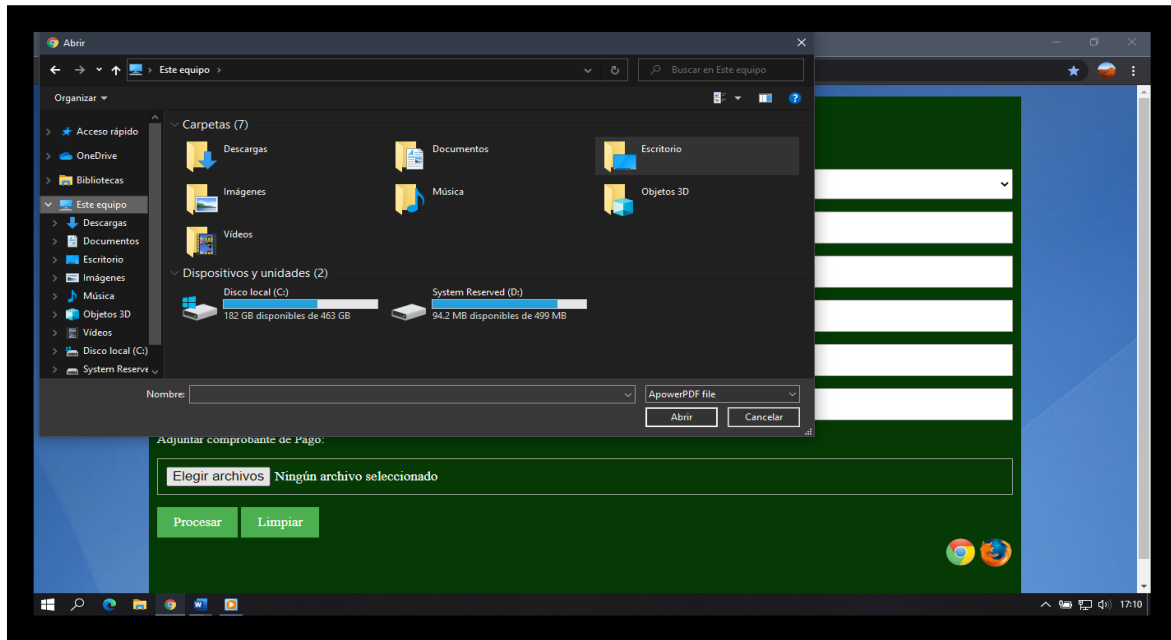 Abrir
Este equipo
Buscar en Este equipo
Organizar
Acceso rápido
OneDrive
Bibliotecas
Este equipo
Descargas
Documentos
Escritorio
Imágenes
Música
Objetos 3D
Vídeos
Disco local (C:)
System Reserve
Carpetas (7)
Descargas
Documentos
Escritorio
Imágenes
Música
Objetos 3D
Vídeos
Dispositivos y unidades (2)
Disco local (C:)
182 GB disponibles de 463 GB
System Reserved (D:)
94.2 MB disponibles de 499 MB
Nombre:
ApowerPDF file
Abrir
Cancelar
Adjuntar comprobante de Pago:
Elegir archivos Ningún archivo seleccionado
Procesar
Limpiar
17:10